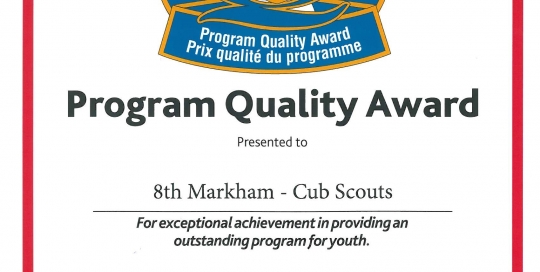 Program Quality Award
Prix qualité du programme
Program Quality Award
Presented to
8th Markham - Cub Scouts
For exceptional achievement in providing an
outstanding program for youth.